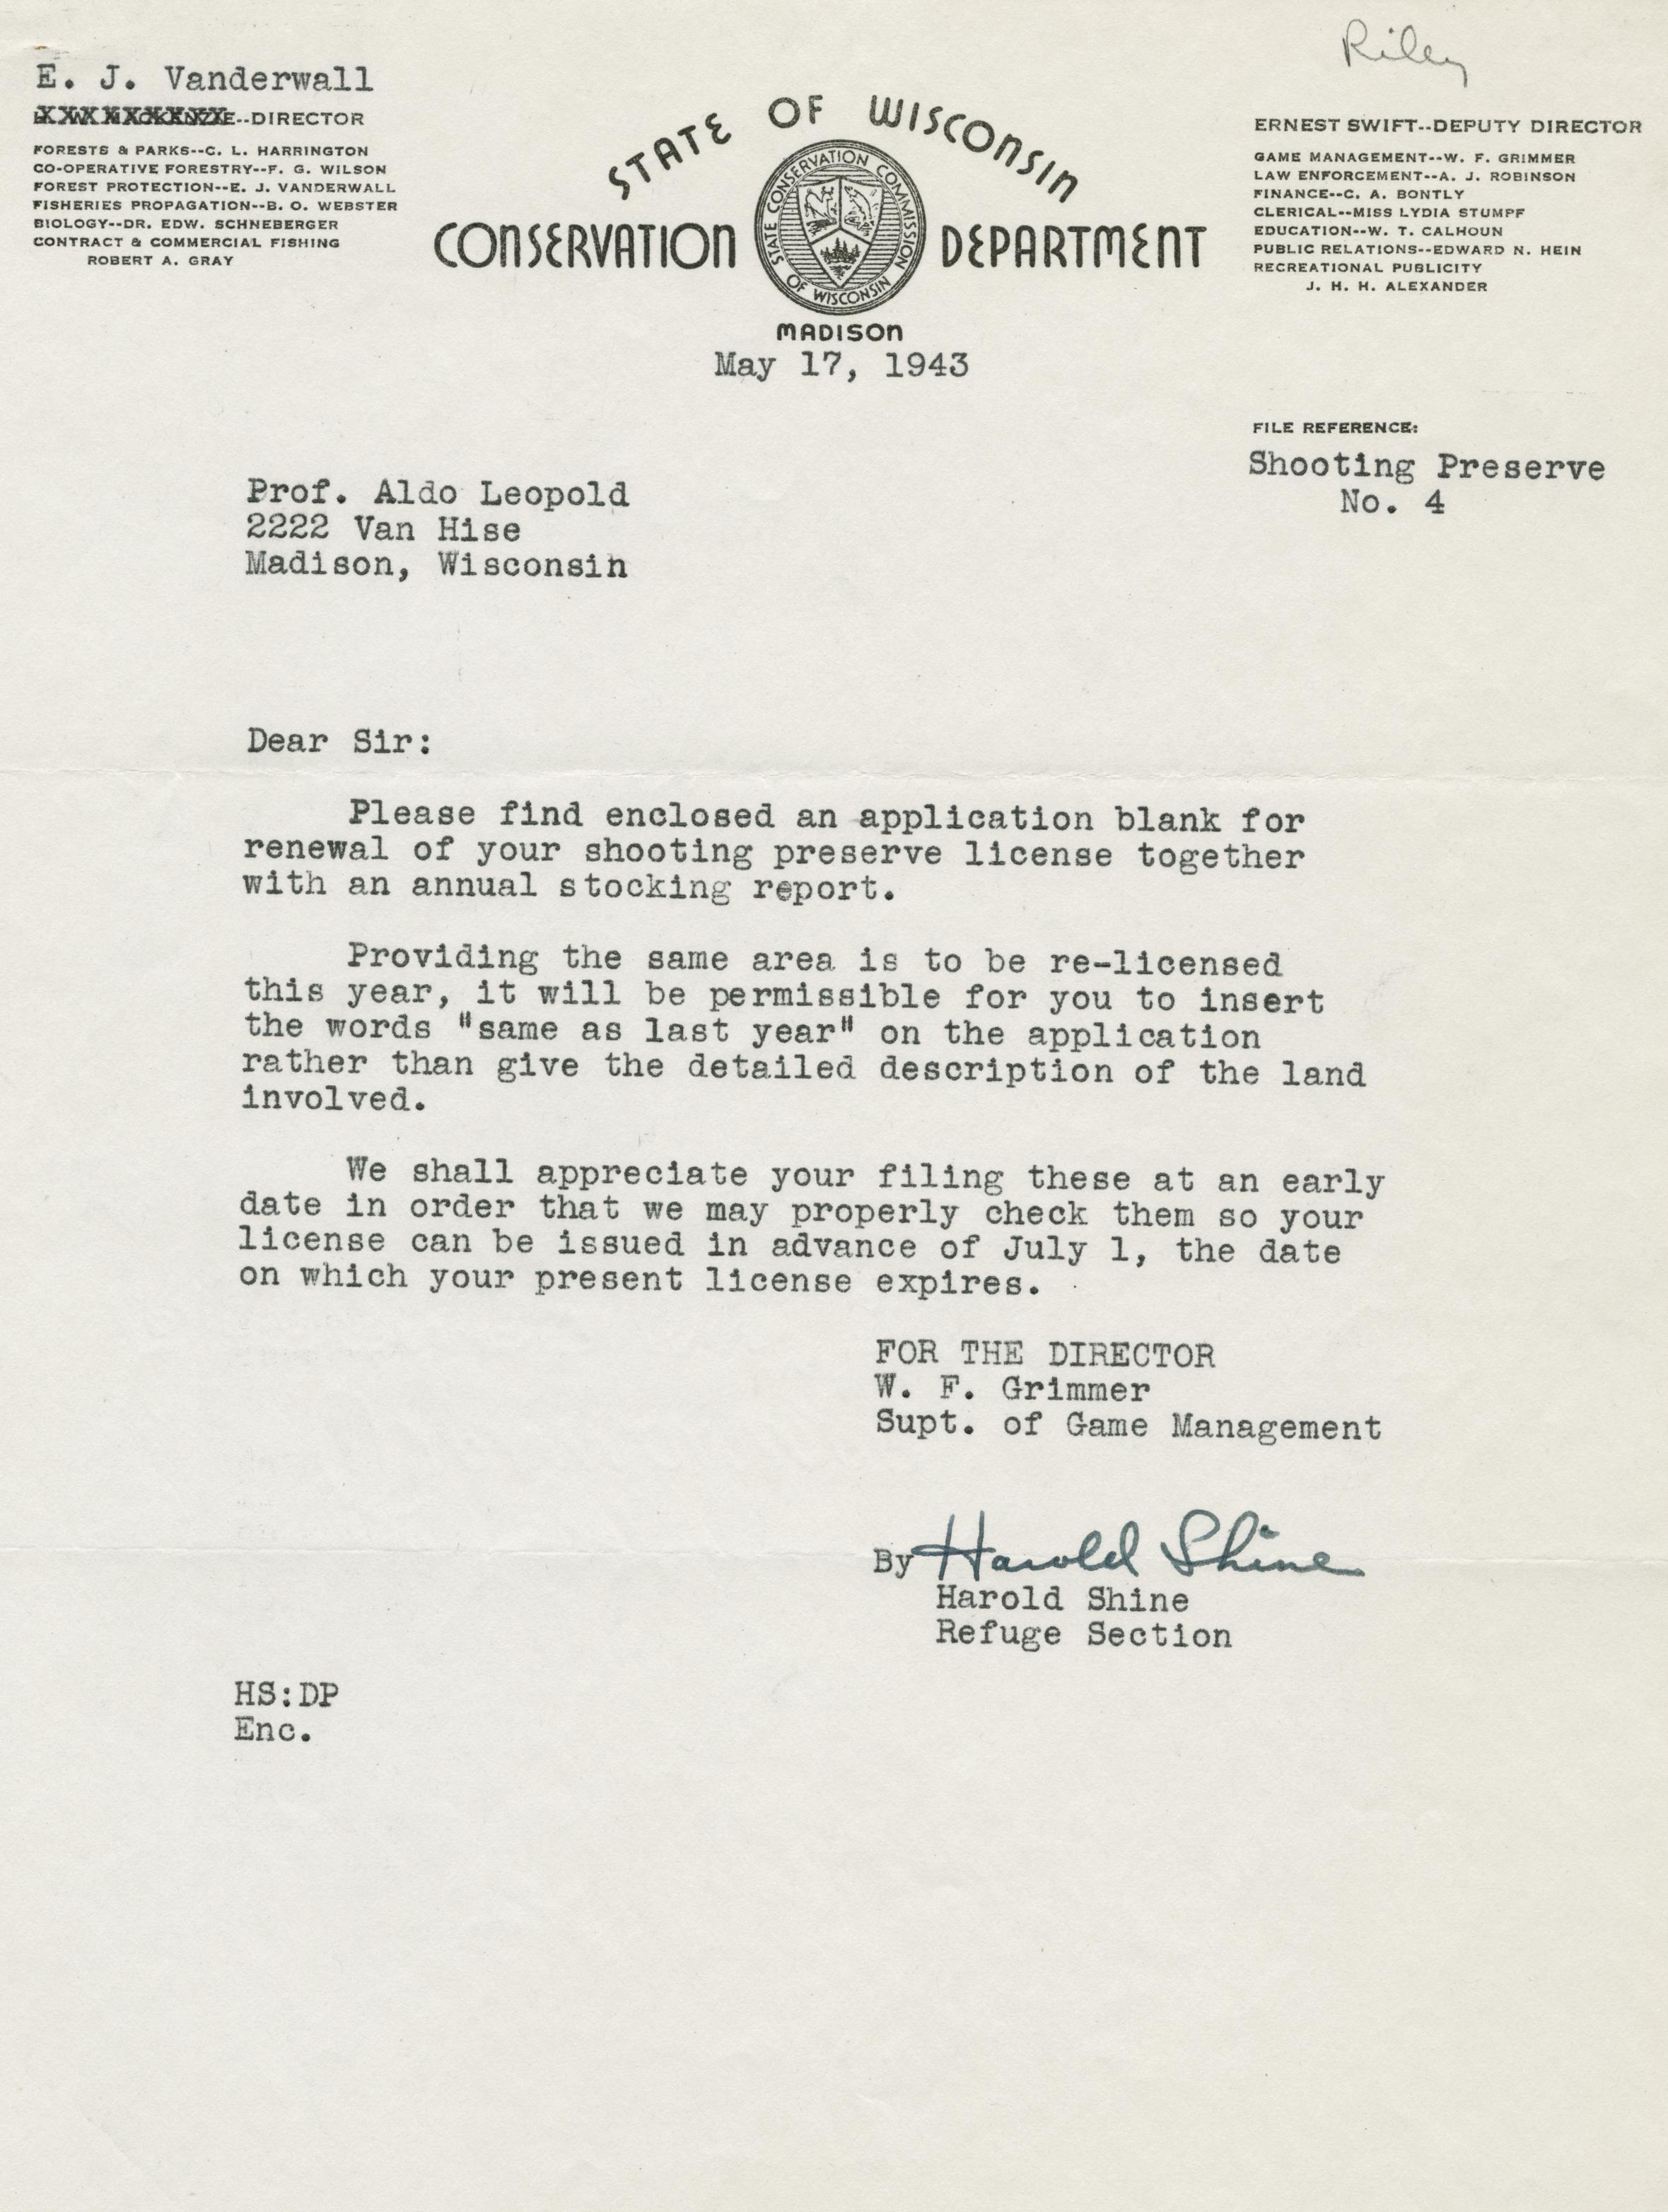 Riley
E. J. Vanderwall
--DIRECTOR
FORESTS & PARKS--C. L. HARRINGTON
CO-OPERATIVE FORESTRY--F. G. WILSON
FOREST PROTECTION--E. J. VANDERWALL
FISHERIES PROPAGATION--B. O. WEBSTER
BIOLOGY--DR. EDW. SCHNEBERGER
CONTRACT & COMMERCIAL FISHING
ROBERT A. GRAY
STATE OF WISCONSIN
CONSERVATION DEPARTMENT
STATE CONSERVATION COMMISSION
OF WISCONSIN
MADISON
ERNEST SWIFT--DEPUTY DIRECTOR
GAME MANAGEMENT--W. F. GRIMMER
LAW ENFORCEMENT--A. J. ROBINSON
FINANCE--C. A. BONTLY
CLERICAL--MISS LYDIA STUMPF
EDUCATION--W. T. CALHOUN
PUBLIC RELATIONS--EDWARD N. HEIN
RECREATIONAL PUBLICITY
J. H. H. ALEXANDER
May 17, 1943
FILE REFERENCE:
Shooting Preserve
No. 4
Prof. Aldo Leopold
2222 Van Hise
Madison, Wisconsin
Dear Sir:
Please find enclosed an application blank for
renewal of your shooting preserve license together
with an annual stocking report.
Providing the same area is to be re-licensed
this year, it will be permissible for you to insert
the words "same as last year" on the application
rather than give the detailed description of the land
involved.
We shall appreciate your filing these at an early
date in order that we may properly check them so your
license can be issued in advance of July 1, the date
on which your present license expires.
FOR THE DIRECTOR
W. F. Grimmer
Supt. of Game Management
By Harold Shine
Harold Shine
Refuge Section
HS:DP
Enc.